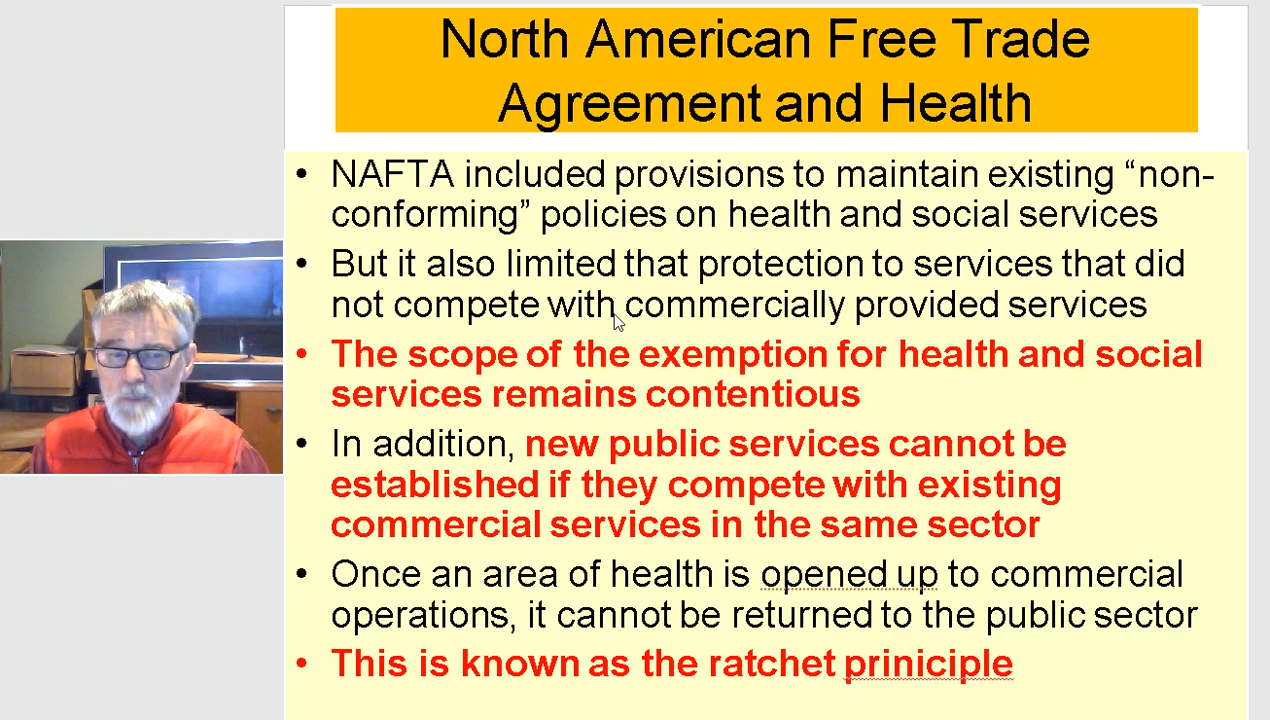 North American Free Trade
Agreement and Health
• NAFTA included provisions to maintain existing “non-
conforming” policies on health and social services
• But it also limited that protection to services that did
not compete with commercially provided services
• The scope of the exemption for health and social
services remains contentious
• In addition, new public services cannot be
established if they compete with existing
commercial services in the same sector
• Once an area of health is opened up to commercial
operations, it cannot be returned to the public sector
• This is known as the ratchet priniciple